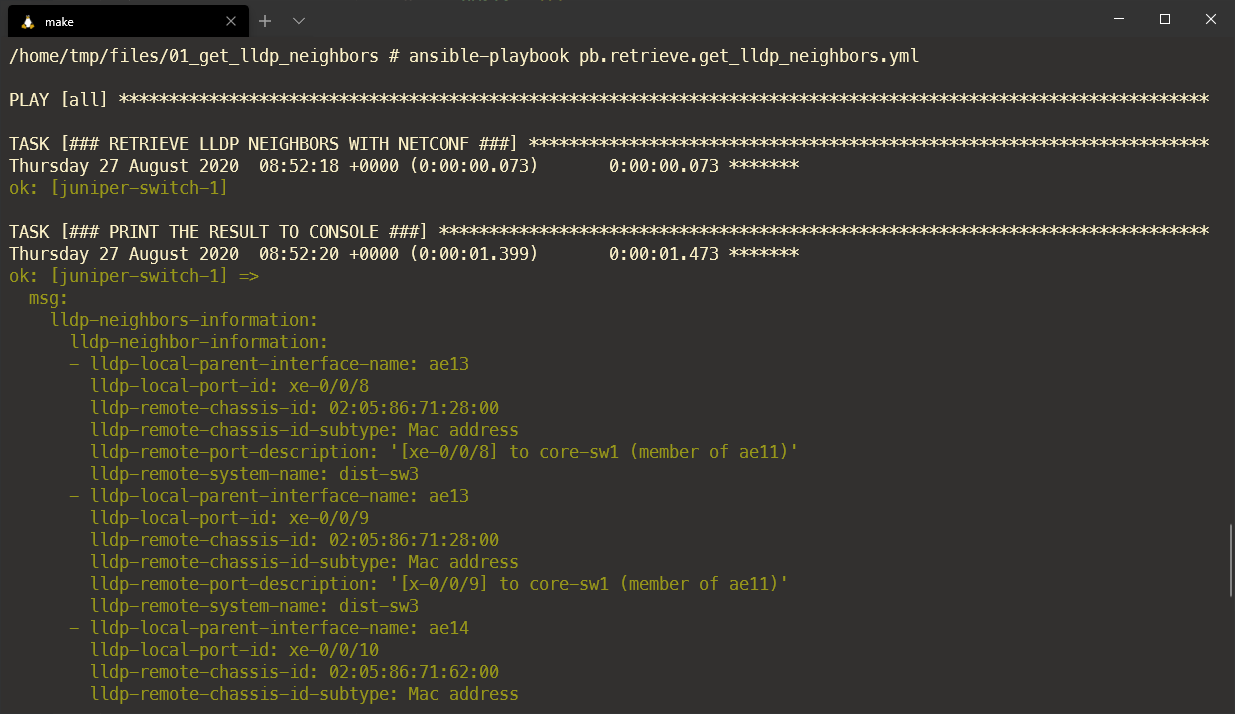 make
/home/tmp/files/01_get_lldp_neighbors # ansible-playbook pb.retrieve.get_lldp_neighbors.yml
PLAY [all] *************************************************************************************************************
TASK [### RETRIEVE LLDP NEIGHBORS WITH NETCONF ###] ********************************************************************
Thursday 27 August 2020  08:52:18 +0000 (0:00:00.073)       0:00:00.073 *******
ok: [juniper-switch-1]
TASK [### PRINT THE RESULT TO CONSOLE ###] *****************************************************************************
Thursday 27 August 2020  08:52:20 +0000 (0:00:01.399)       0:00:01.473 *******
ok: [juniper-switch-1] =>
  msg:
    lldp-neighbors-information:
      lldp-neighbor-information:
      - lldp-local-parent-interface-name: ae13
        lldp-local-port-id: xe-0/0/8
        lldp-remote-chassis-id: 02:05:86:71:28:00
        lldp-remote-chassis-id-subtype: Mac address
        lldp-remote-port-description: '[xe-0/0/8] to core-sw1 (member of ae11)'
        lldp-remote-system-name: dist-sw3
      - lldp-local-parent-interface-name: ae13
        lldp-local-port-id: xe-0/0/9
        lldp-remote-chassis-id: 02:05:86:71:28:00
        lldp-remote-chassis-id-subtype: Mac address
        lldp-remote-port-description: '[x-0/0/9] to core-sw1 (member of ae11)'
        lldp-remote-system-name: dist-sw3
      - lldp-local-parent-interface-name: ae14
        lldp-local-port-id: xe-0/0/10
        lldp-remote-chassis-id: 02:05:86:71:62:00
        lldp-remote-chassis-id-subtype: Mac address